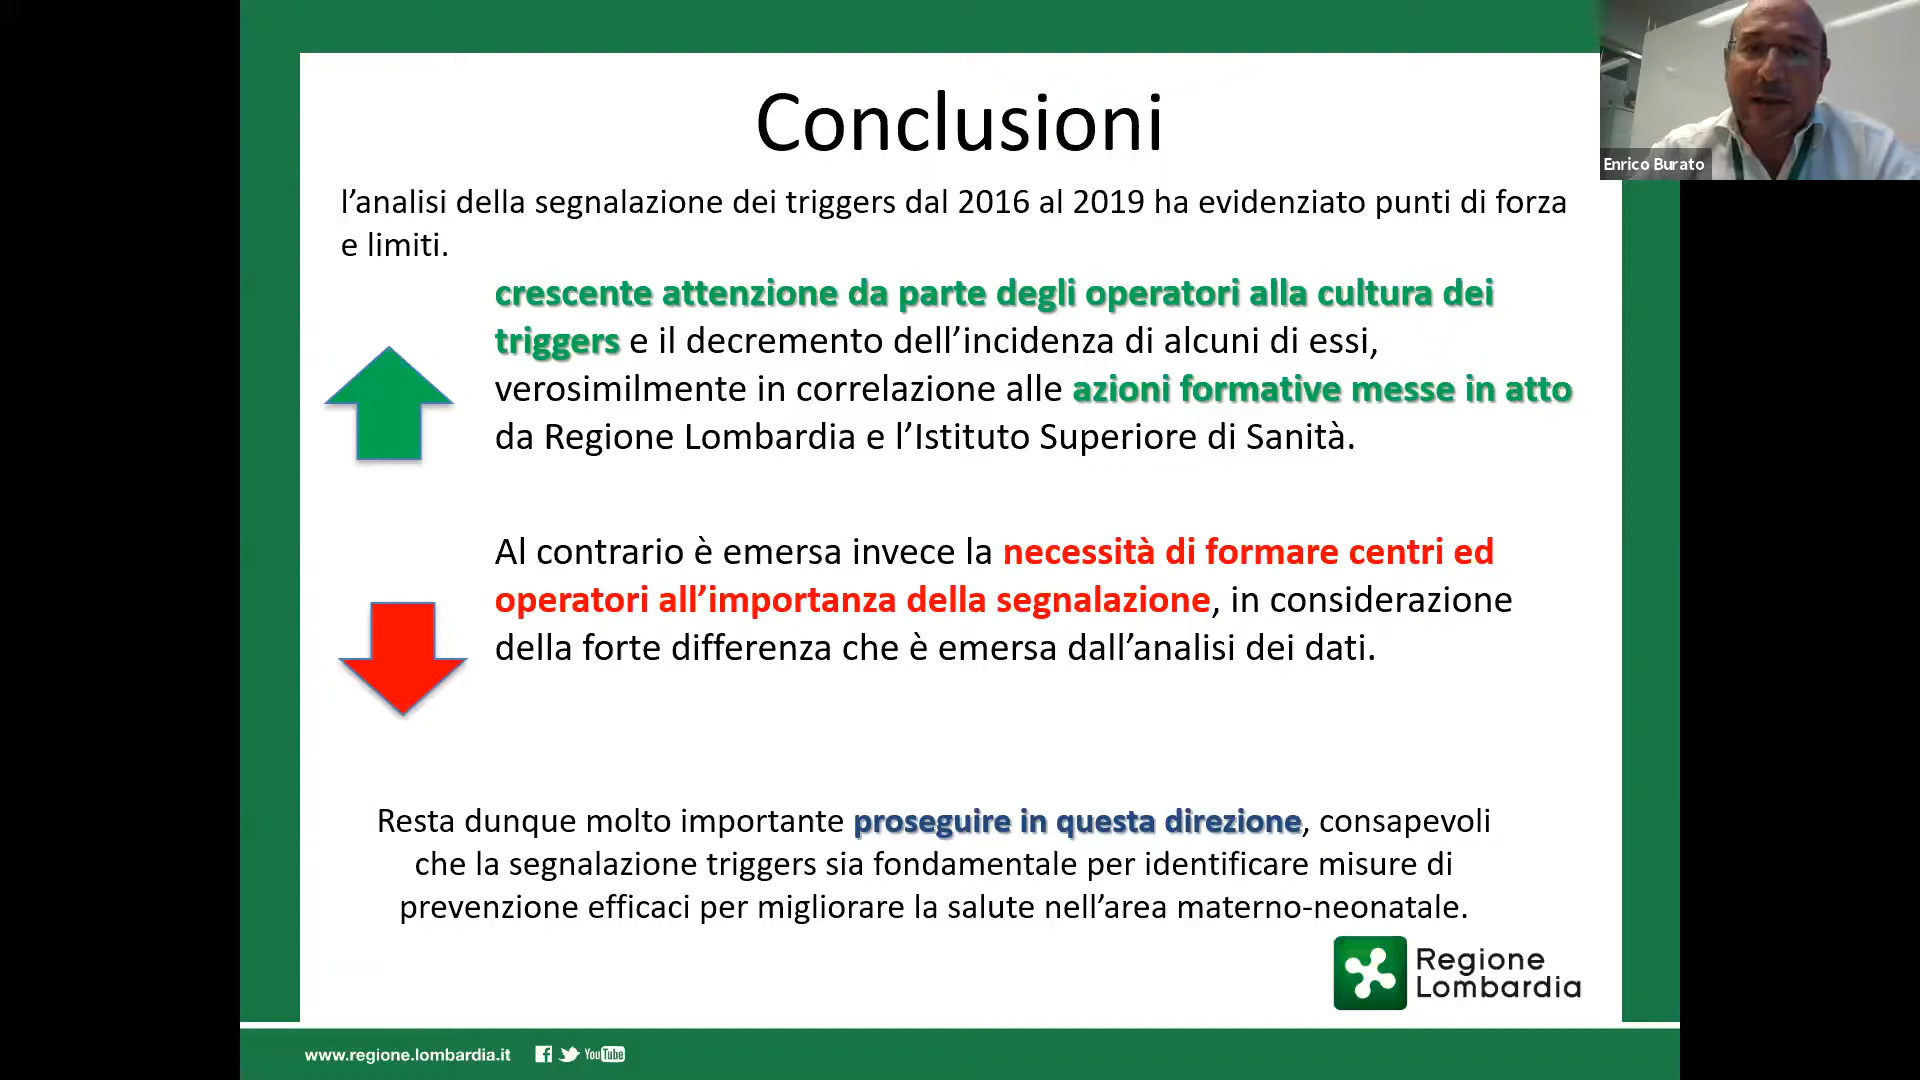 Conclusioni
l’analisi della segnalazione dei triggers dal 2016 al 2019 ha evidenziato punti di forza
e limiti.
crescente attenzione da parte degli operatori alla cultura dei
triggers e il decremento dell’incidenza di alcuni di essi,
verosimilmente in correlazione alle azioni formative messe in atto
da Regione Lombardia e l’Istituto Superiore di Sanità.
Al contrario è emersa invece la necessità di formare centri ed
operatori all’importanza della segnalazione, in considerazione
della forte differenza che è emersa dall’analisi dei dati.
Resta dunque molto importante proseguire in questa direzione, consapevoli
che la segnalazione triggers sia fondamentale per identificare misure di
prevenzione efficaci per migliorare la salute nell’area materno-neonatale.
Regione
Lombardia
www.regione.lombardia.it
YouTube
Enrico Burato